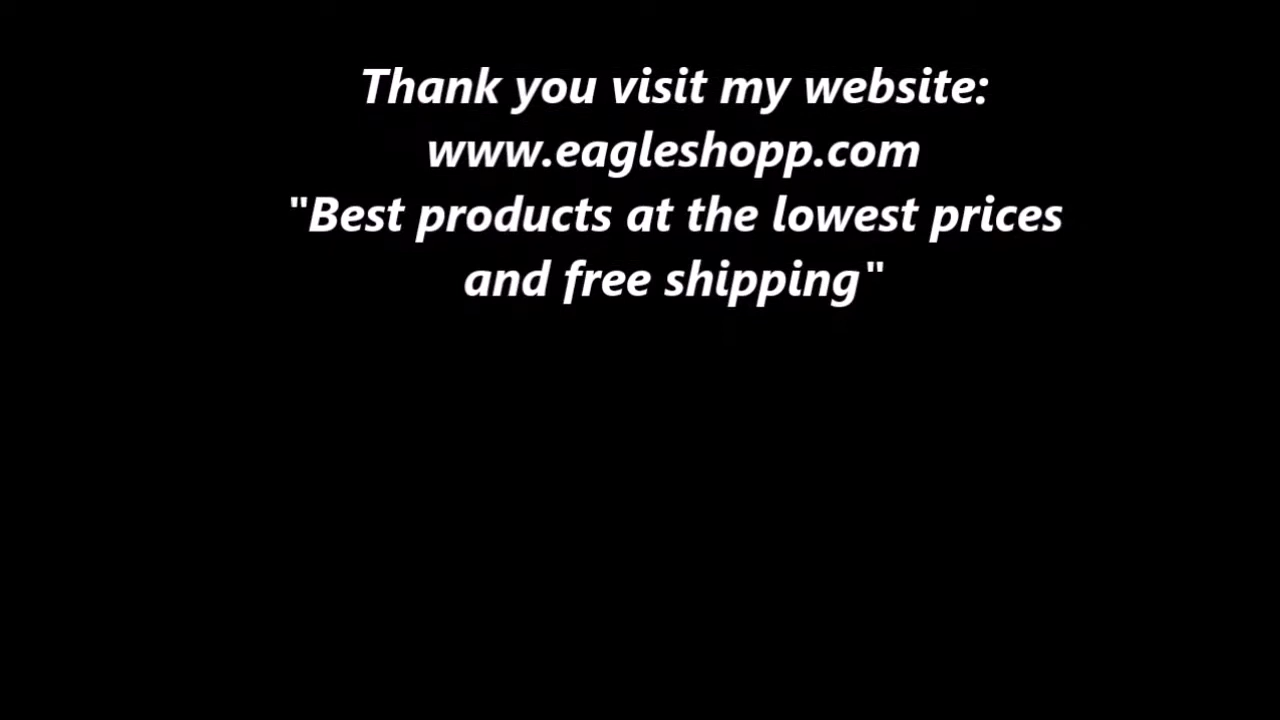 Thank you visit my website:
www.eagleshopp.com
"Best products at the lowest prices
and free shipping"